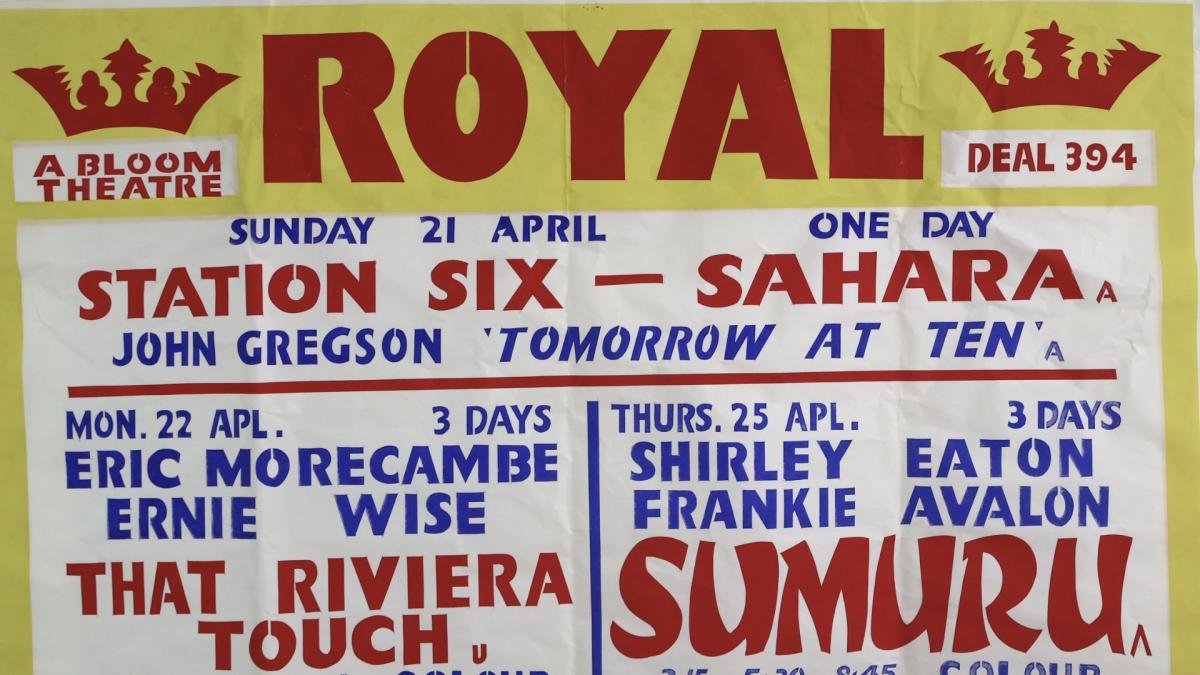 ROYAL
A BLOOM
THEATRE
DEAL 394
SUNDAY 21 APRIL ONE DAY
STATION SIX — SAHARA A
JOHN GREGSON 'TOMORROW AT TEN' A
MON. 22 APL. 3 DAYS
ERIC MORECAMBE
ERNIE WISE
THAT RIVIERA
TOUCH U
COLOUR
THURS. 25 APL. 3 DAYS
SHIRLEY EATON
FRANKIE AVALON
SUMURU A
COLOUR